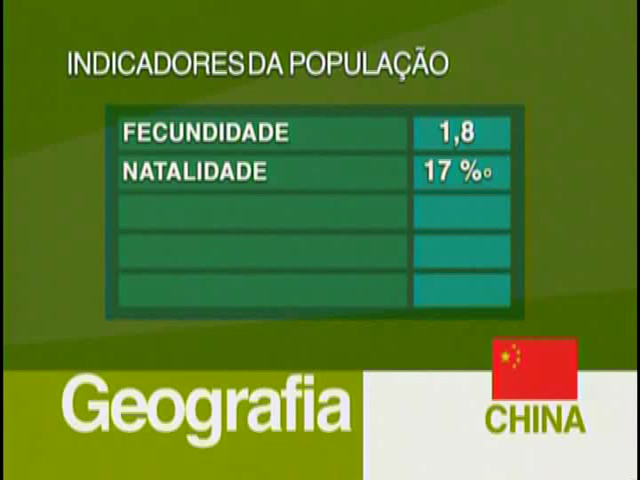 INDICADORES DA POPULAÇÃO
FECUNDIDADE 1,8
NATALIDADE 17 %o
Geografia
CHINA